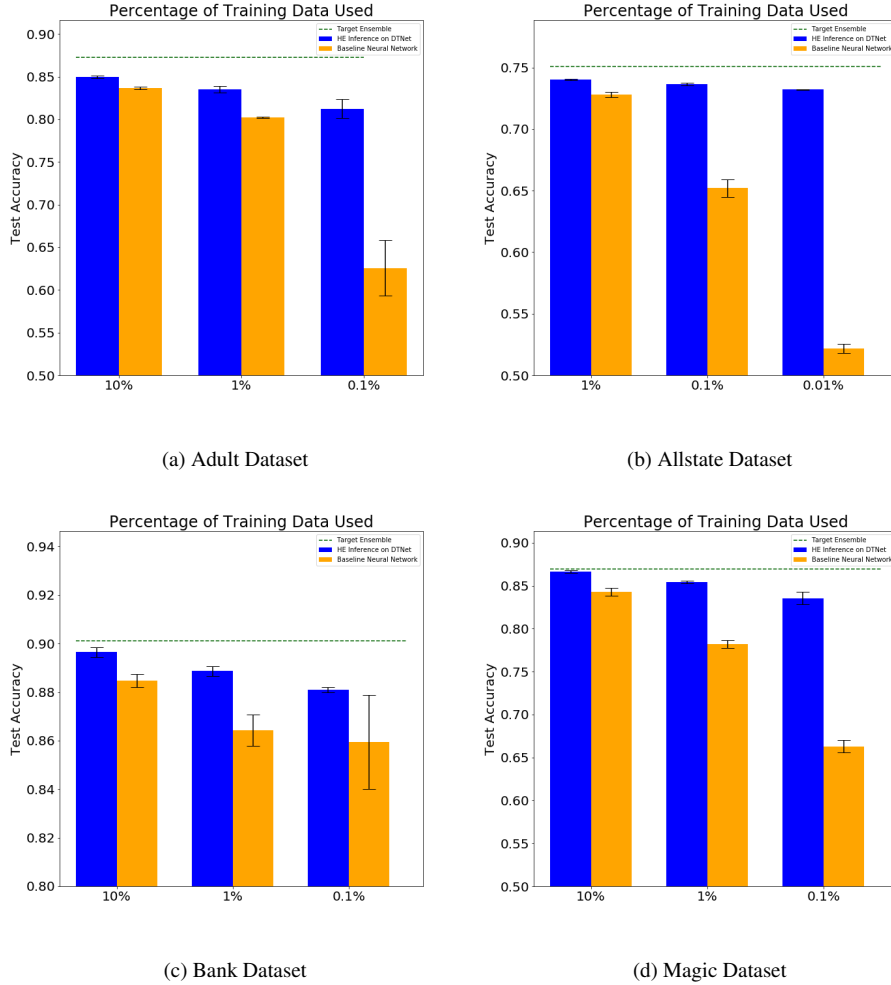 Percentage of Training Data Used
Target Ensemble
HE Inference on DTNet
Baseline Neural Network
Test Accuracy
0.90
0.85
0.80
0.75
0.70
0.65
0.60
0.55
0.50
10% 1% 0.1%
(a) Adult Dataset
Percentage of Training Data Used
Target Ensemble
HE Inference on DTNet
Baseline Neural Network
Test Accuracy
0.75
0.70
0.65
0.60
0.55
0.50
1% 0.1% 0.01%
(b) Allstate Dataset
Percentage of Training Data Used
Target Ensemble
HE Inference on DTNet
Baseline Neural Network
Test Accuracy
0.94
0.92
0.90
0.88
0.86
0.84
0.82
0.80
10% 1% 0.1%
(c) Bank Dataset
Percentage of Training Data Used
Target Ensemble
HE Inference on DTNet
Baseline Neural Network
Test Accuracy
0.90
0.85
0.80
0.75
0.70
0.65
0.60
0.55
0.50
10% 1% 0.1%
(d) Magic Dataset